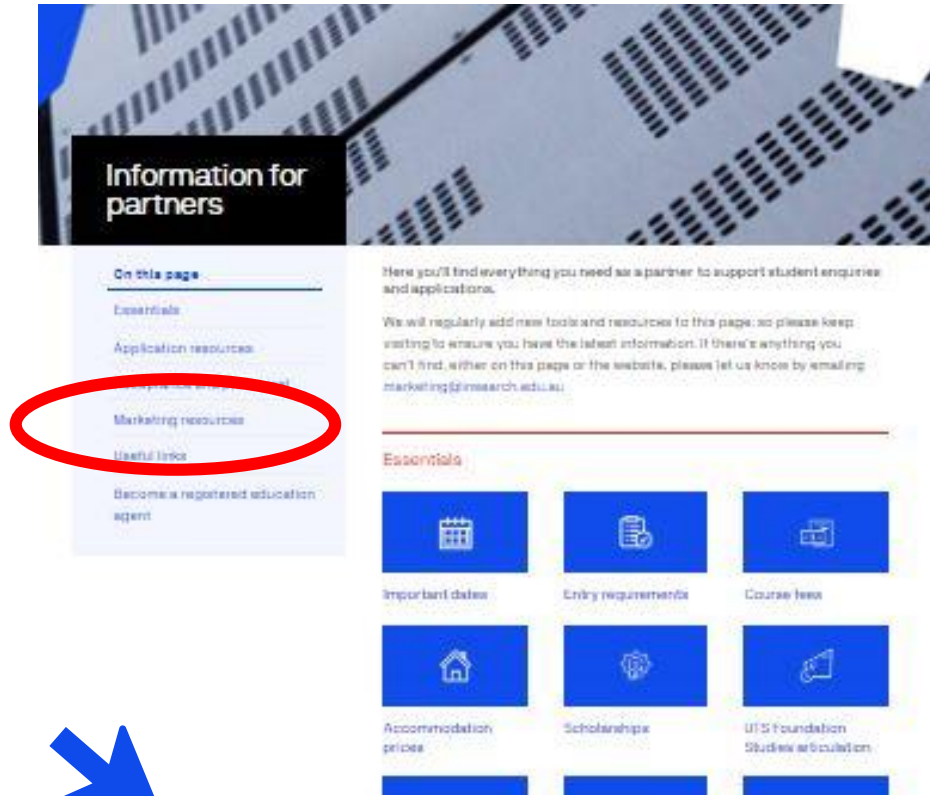 Information for
partners
On this page
Essentials
Application resources
Marketing resources
Useful links
Become a registered education
agent
Here you'll find everything you need as a partner to support student enquiries
and applications.
We will regularly add new tools and resources to this page, so please keep
visiting to ensure you have the latest information. If there's anything you
can't find, either on this page or the website, please let us know by emailing
marketing@insearch.edu.au
Essentials
Important dates
Entry requirements
Course fees
Accommodation
prices
Scholarships
UTS Foundation
Studies articulation